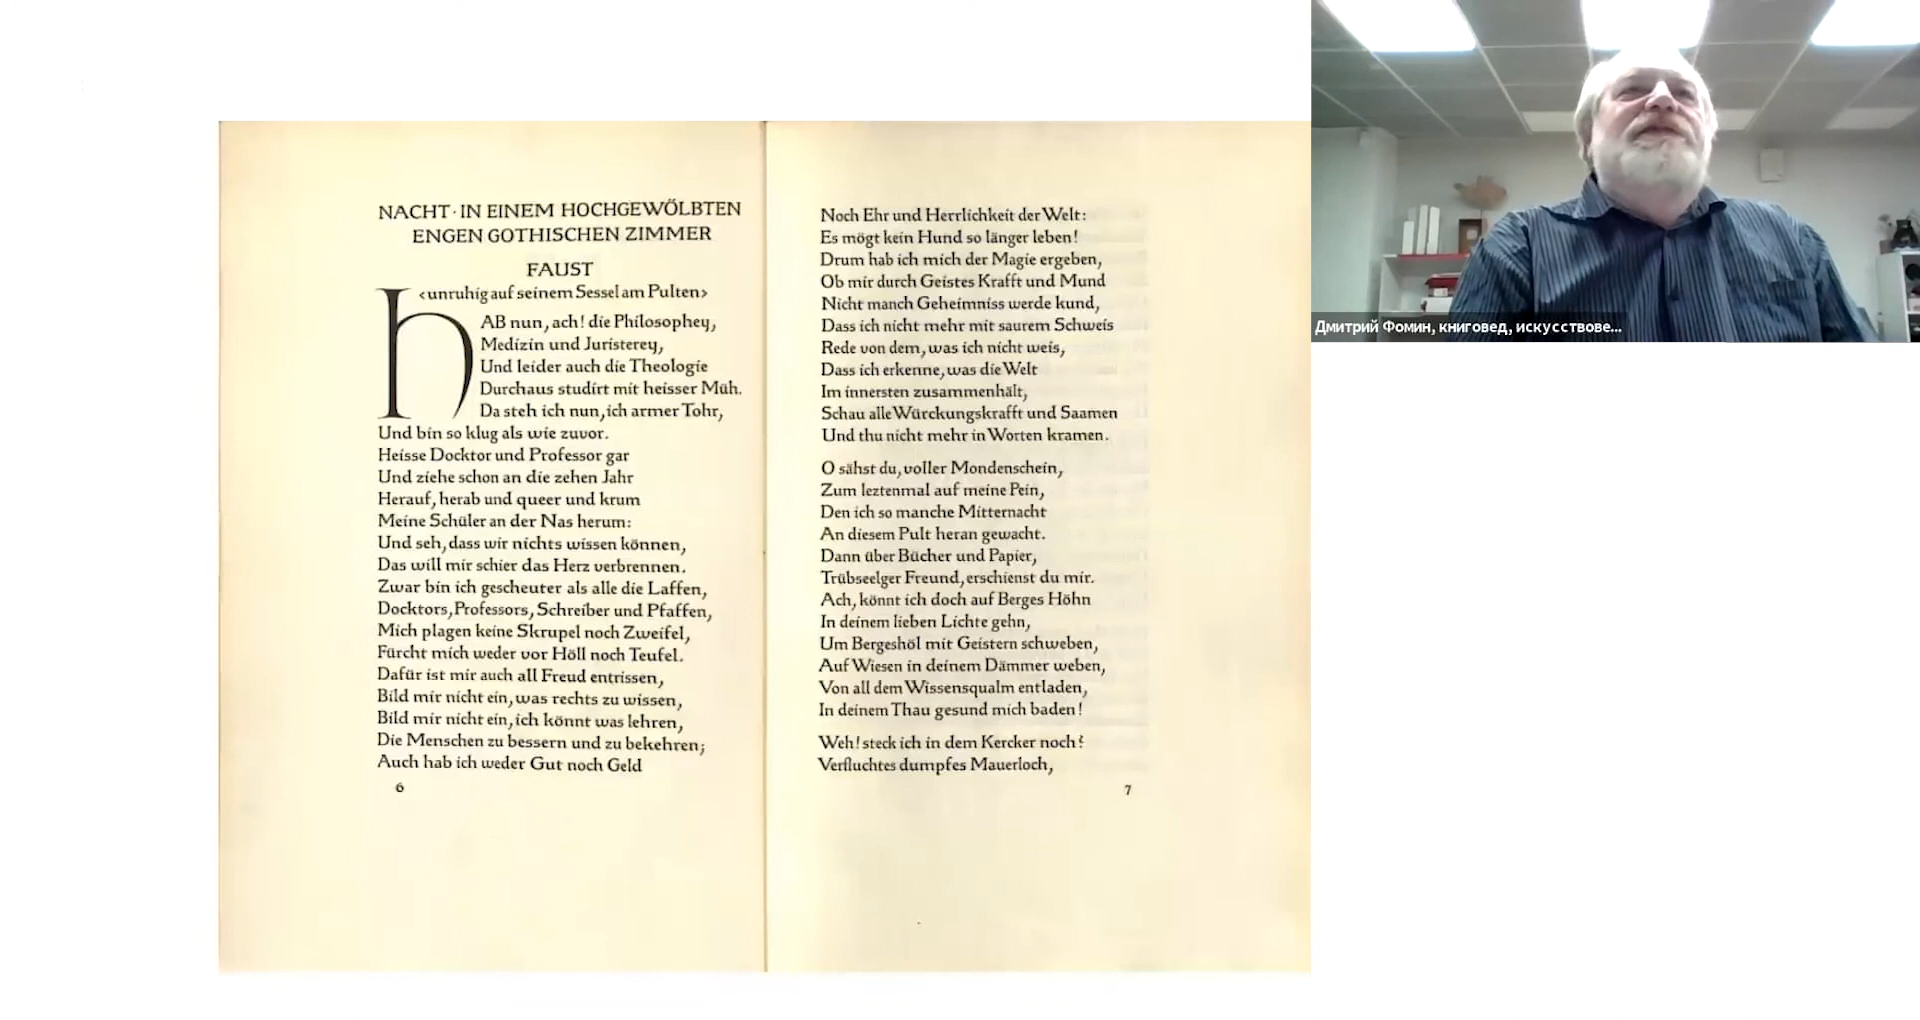 NACHT · IN EINEM HOCHGEWÖLBTEN
ENGEN GOTHISCHEN ZIMMER
FAUST
<unruhig auf seinem Sessel am Pulten>
HAB nun, ach! die Philosophey,
Medizin und Juristerey,
Und leider auch die Theologie
Durchaus studirt mit heisser Müh.
Da steh ich nun, ich armer Tohr,
Und bin so klug als wie zuvor.
Heisse Docktor und Professor gar
Und ziehe schon an die zehen Jahr
Herauf, herab und queer und krum
Meine Schüler an der Nas herum:
Und seh, dass wir nichts wissen können,
Das will mir schier das Herz verbrennen.
Zwar bin ich gescheuter als alle die Laffen,
Docktors, Professors, Schreiber und Pfaffen,
Mich plagen keine Skrupel noch Zweifel,
Fürcht mich weder vor Höll noch Teufel.
Dafür ist mir auch all Freud entrissen,
Bild mir nicht ein, was rechts zu wissen,
Bild mir nicht ein, ich könnt was lehren,
Die Menschen zu bessern und zu bekehren;
Auch hab ich weder Gut noch Geld
6
Noch Ehr und Herrlichkeit der Welt:
Es mögt kein Hund so länger leben!
Drum hab ich mich der Magie ergeben,
Ob mir durch Geistes Krafft und Mund
Nicht manch Geheimniss werde kund,
Dass ich nicht mehr mit saurem Schweis
Rede von dem, was ich nicht weis,
Dass ich erkenne, was die Welt
Im innersten zusammenhält,
Schau alle Würckungskrafft und Saamen
Und thu nicht mehr in Worten kramen.
O sähst du, voller Mondenschein,
Zum leztenmal auf meine Pein,
Den ich so manche Mitternacht
An diesem Pult heran gewacht.
Dann über Bücher und Papier,
Trübseelger Freund, erschienst du mir.
Ach, könnt ich doch auf Berges Höhn
In deinem lieben Lichte gehn,
Um Bergeshöl mit Geistern schweben,
Auf Wiesen in deinem Dämmer weben,
Von all dem Wissensqualm entladen,
In deinem Thau gesund mich baden!
Weh! steck ich in dem Kercker noch?
Verfluchtes dumpfes Mauerloch,
7
Дмитрий Фомин, книговед, искусствове...